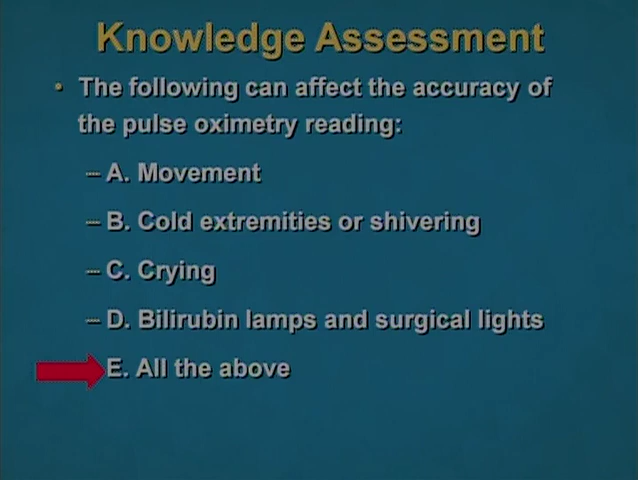 Knowledge Assessment
• The following can affect the accuracy of
the pulse oximetry reading:
– A. Movement
– B. Cold extremities or shivering
– C. Crying
– D. Bilirubin lamps and surgical lights
E. All the above